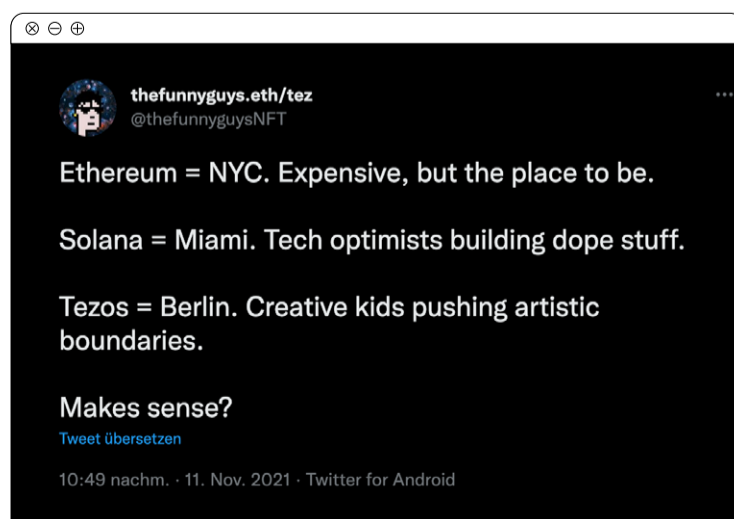 thefunnyguys.eth/tez
@thefunnyguysNFT
Ethereum = NYC. Expensive, but the place to be.
Solana = Miami. Tech optimists building dope stuff.
Tezos = Berlin. Creative kids pushing artistic
boundaries.
Makes sense?
Tweet übersetzen
10:49 nachm. · 11. Nov. 2021 · Twitter for Android